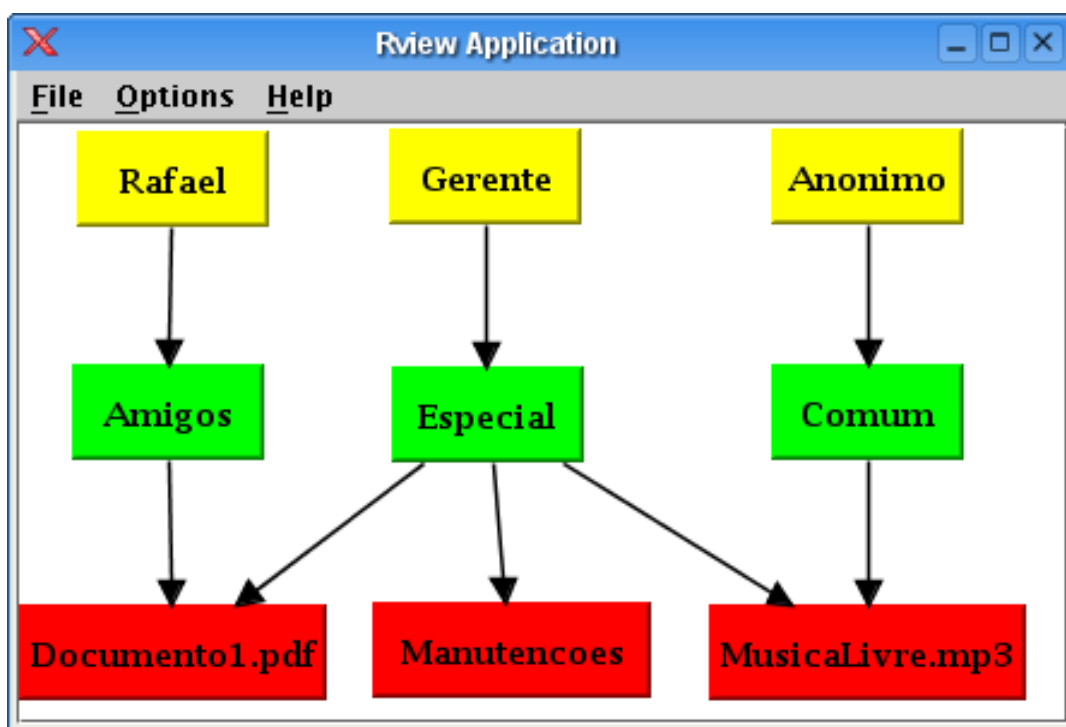 Rview Application
File Options Help
Rafael Gerente Anonimo
Amigos Especial Comum
Documento1.pdf Manutencoes MusicaLivre.mp3